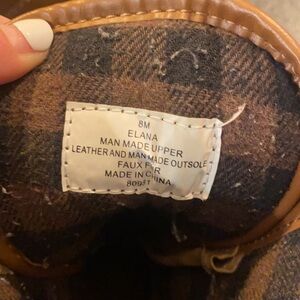 8M
ELANA
MAN MADE UPPER
LEATHER AND MAN MADE OUTSOLE
FAUX FUR
MADE IN CHINA